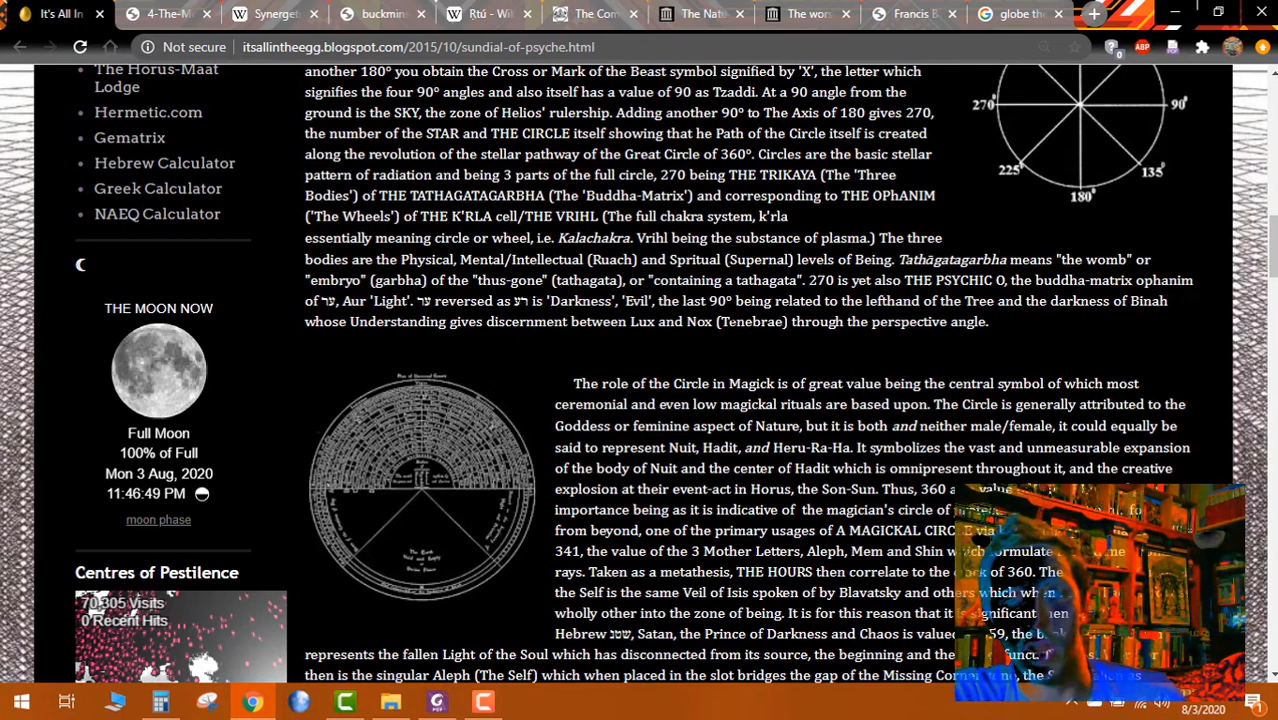 It's All In
4-The-M
Synerget
buckmins
Ṛtú - Wik
The Com
The Natu
The wors
Francis B
globe the
Not secure
itsallintheegg.blogspot.com/2015/10/sundial-of-psyche.html
ABP
0
The Horus-Maat
Lodge
Hermetic.com
Gematrix
Hebrew Calculator
Greek Calculator
NAEQ Calculator
THE MOON NOW
Full Moon
100% of Full
Mon 3 Aug, 2020
11:46:49 PM
moon phase
Centres of Pestilence
70,305 Visits
0 Recent Hits
another 180° you obtain the Cross or Mark of the Beast symbol signified by 'X', the letter which
signifies the four 90° angles and also itself has a value of 90 as Tzaddi. At a 90 angle from the
ground is the SKY, the zone of Helios' rulership. Adding another 90° to The Axis of 180 gives 270,
the number of the STAR and THE CIRCLE itself showing that he Path of the Circle itself is created
along the revolution of the stellar pathway of the Great Circle of 360°. Circles are the basic stellar
pattern of radiation and being 3 parts of the full circle, 270 being THE TRIKAYA (The 'Three
Bodies') of THE TATHAGATAGARBHA (The 'Buddha-Matrix') and corresponding to THE OPhANIM
('The Wheels') of THE K'RLA cell/THE VRIHL (The full chakra system, k'rla
essentially meaning circle or wheel, i.e. Kalachakra. Vrihl being the substance of plasma.) The three
bodies are the Physical, Mental/Intellectual (Ruach) and Spritual (Supernal) levels of Being. Tathāgatagarbha means "the womb" or
"embryo" (garbha) of the "thus-gone" (tathagata), or "containing a tathagata". 270 is yet also THE PSYCHIC O, the buddha-matrix ophanim
of ער, Aur 'Light'. ער reversed as רע is 'Darkness', 'Evil', the last 90° being related to the lefthand of the Tree and the darkness of Binah
whose Understanding gives discernment between Lux and Nox (Tenebrae) through the perspective angle.
270°
90°
225°
135°
180°
The role of the Circle in Magick is of great value being the central symbol of which most
ceremonial and even low magickal rituals are based upon. The Circle is generally attributed to the
Goddess or feminine aspect of Nature, but it is both and neither male/female, it could equally be
said to represent Nuit, Hadit, and Heru-Ra-Ha. It symbolizes the vast and unmeasurable expansion
of the body of Nuit and the center of Hadit which is omnipresent throughout it, and the creative
explosion at their event-act in Horus, the Son-Sun. Thus, 360 a
importance being as it is indicative of the magician's circle of
from beyond, one of the primary usages of A MAGICKAL CIRC
341, the value of the 3 Mother Letters, Aleph, Mem and Shin
rays. Taken as a metathesis, THE HOURS then correlate to the of 360. The
the Self is the same Veil of Isis spoken of by Blavatsky and others
wholly other into the zone of being. It is for this reason that it
Hebrew שטנ, Satan, the Prince of Darkness and Chaos is value 59, the
represents the fallen Light of the Soul which has disconnected from its source, the beginning and the
then is the singular Aleph (The Self) which when placed in the slot bridges the gap of the Missing
8/3/2020